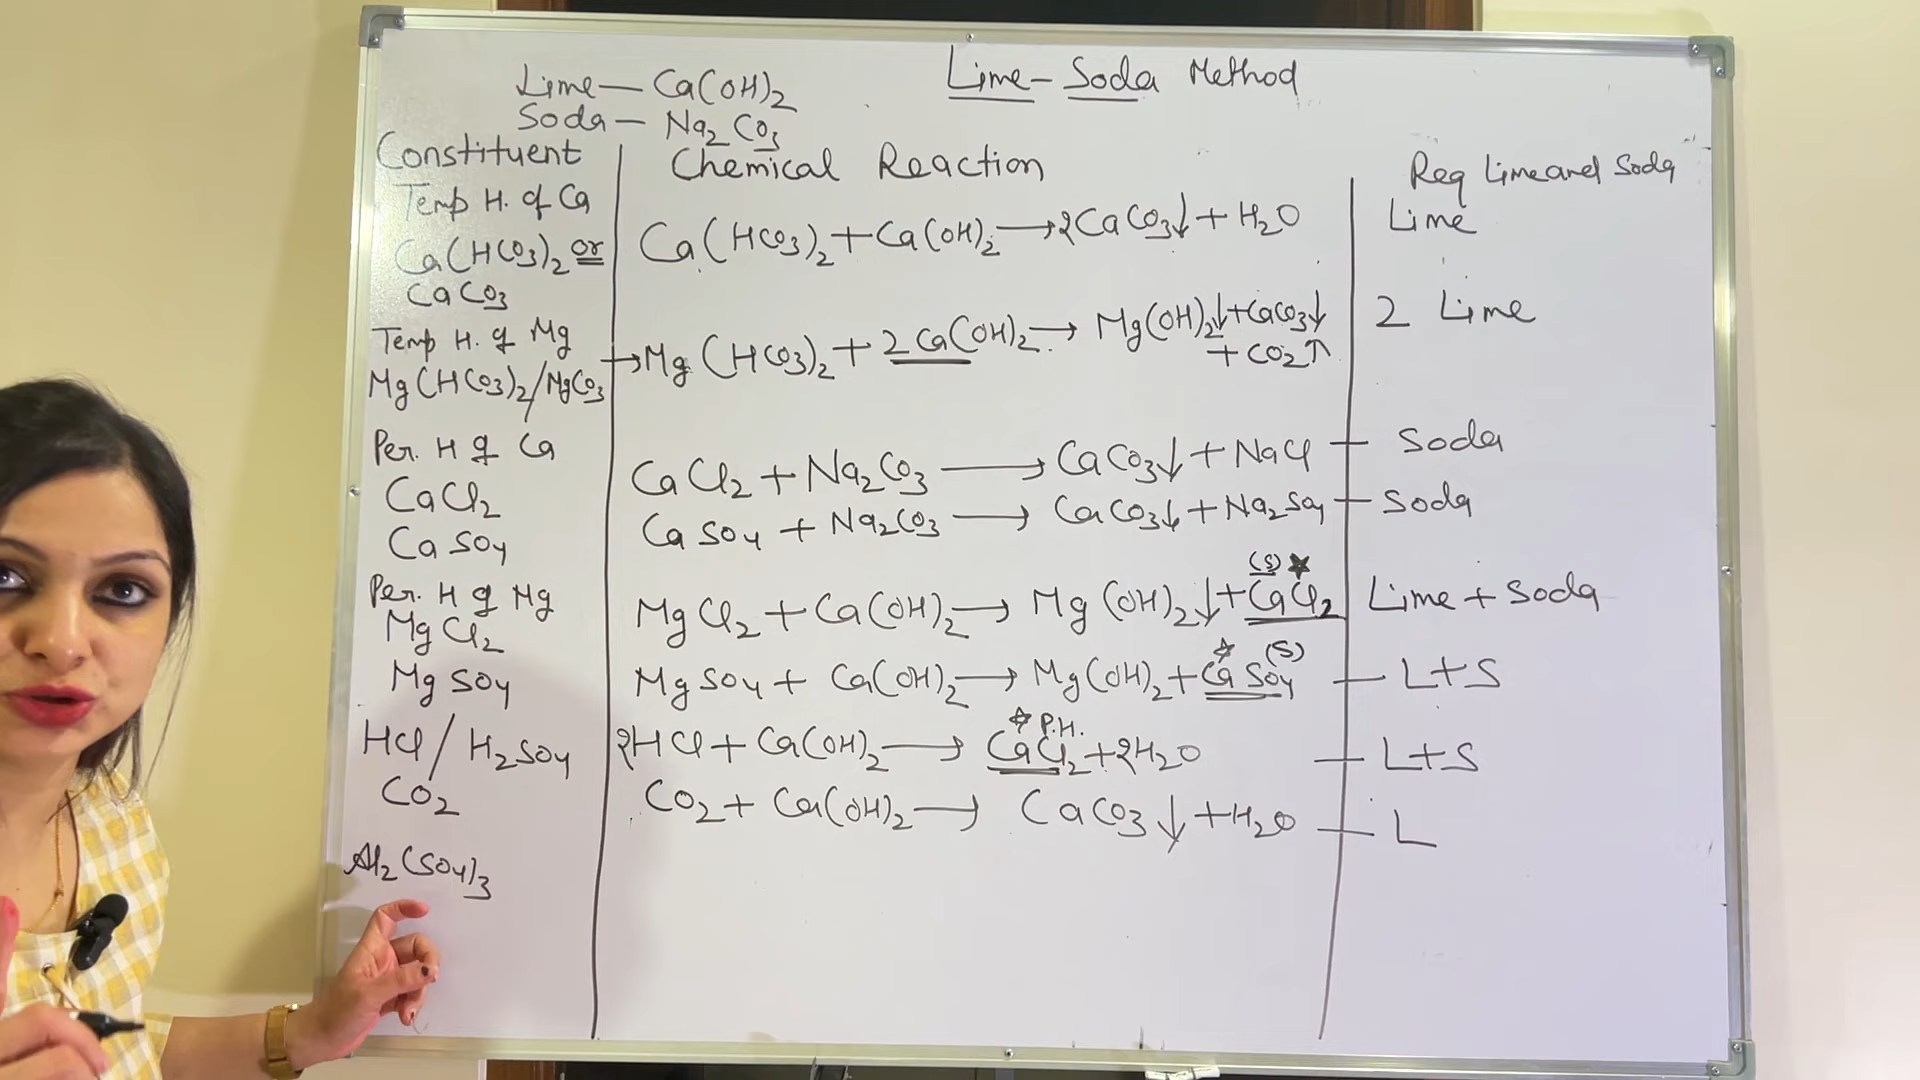 Lime-Soda Method
Lime — Ca(OH)2
Soda — Na2CO3
Constituent
Chemical Reaction
Req Lime and Soda
Temp H. of Ca
Ca(HCO3)2 or
CaCO3
Ca(HCO3)2 + Ca(OH)2 → 2CaCO3↓ + H2O
Lime
Temp H. of Mg
Mg(HCO3)2/MgCO3
→ Mg(HCO3)2 + 2Ca(OH)2 → Mg(OH)2↓ + CaCO3↓
+ CO2↑
2 Lime
Per. H of Ca
CaCl2
CaSO4
CaCl2 + Na2CO3 → CaCO3↓ + NaCl — Soda
CaSO4 + Na2CO3 → CaCO3↓ + Na2SO4 — Soda
Per. H of Mg
MgCl2
(S) ★
MgCl2 + Ca(OH)2 → Mg(OH)2↓ + CaCl2 Lime + Soda
MgSO4
☆ (S)
MgSO4 + Ca(OH)2 → Mg(OH)2 + CaSO4 — L+S
HCl / H2SO4
☆ P.H.
2HCl + Ca(OH)2 → CaCl2 + 2H2O — L+S
CO2
CO2 + Ca(OH)2 → CaCO3↓ + H2O — L
Al2(SO4)3